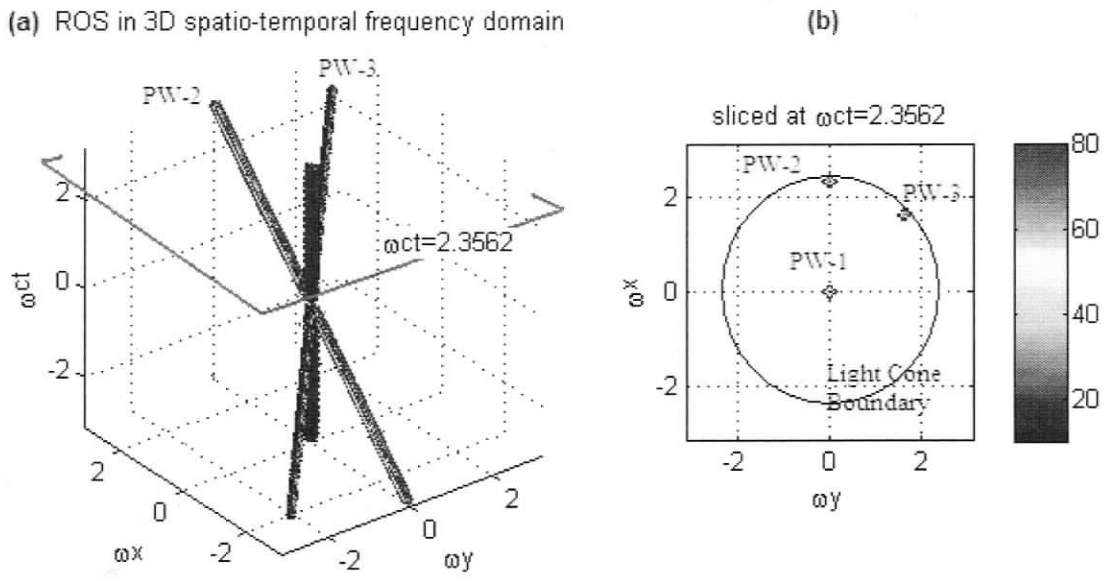 (a) ROS in 3D spatio-temporal frequency domain
PW-2
PW-3
ωct=2.3562
ωct
2
0
-2
2
0
-2
ωx
-2
0
2
ωy
(b)
sliced at ωct=2.3562
PW-2
PW-3
PW-1
Light Cone
Boundary
ωx
2
0
-2
-2
0
2
ωy
80
60
40
20